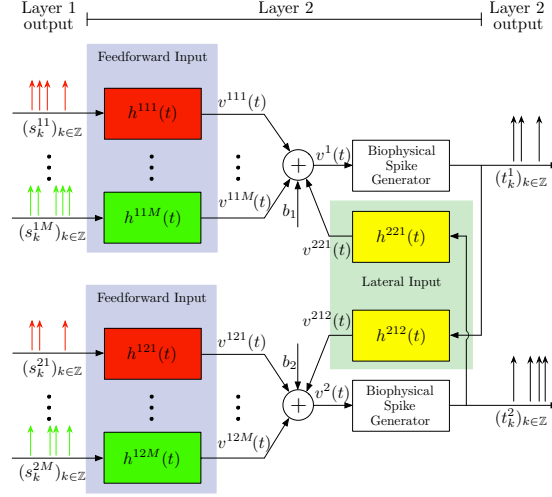 Layer 1 output
Layer 2
Layer 2 output
Feedforward Input
h^{111}(t)
v^{111}(t)
(s_k^{11})_{k∈ℤ}
h^{11M}(t)
v^{11M}(t)
(s_k^{1M})_{k∈ℤ}
+
b_1
v^1(t)
Biophysical
Spike
Generator
(t_k^1)_{k∈ℤ}
h^{221}(t)
v^{221}(t)
Lateral Input
v^{212}(t)
h^{212}(t)
Feedforward Input
h^{121}(t)
v^{121}(t)
(s_k^{21})_{k∈ℤ}
h^{12M}(t)
v^{12M}(t)
(s_k^{2M})_{k∈ℤ}
b_2
+
v^2(t)
Biophysical
Spike
Generator
(t_k^2)_{k∈ℤ}